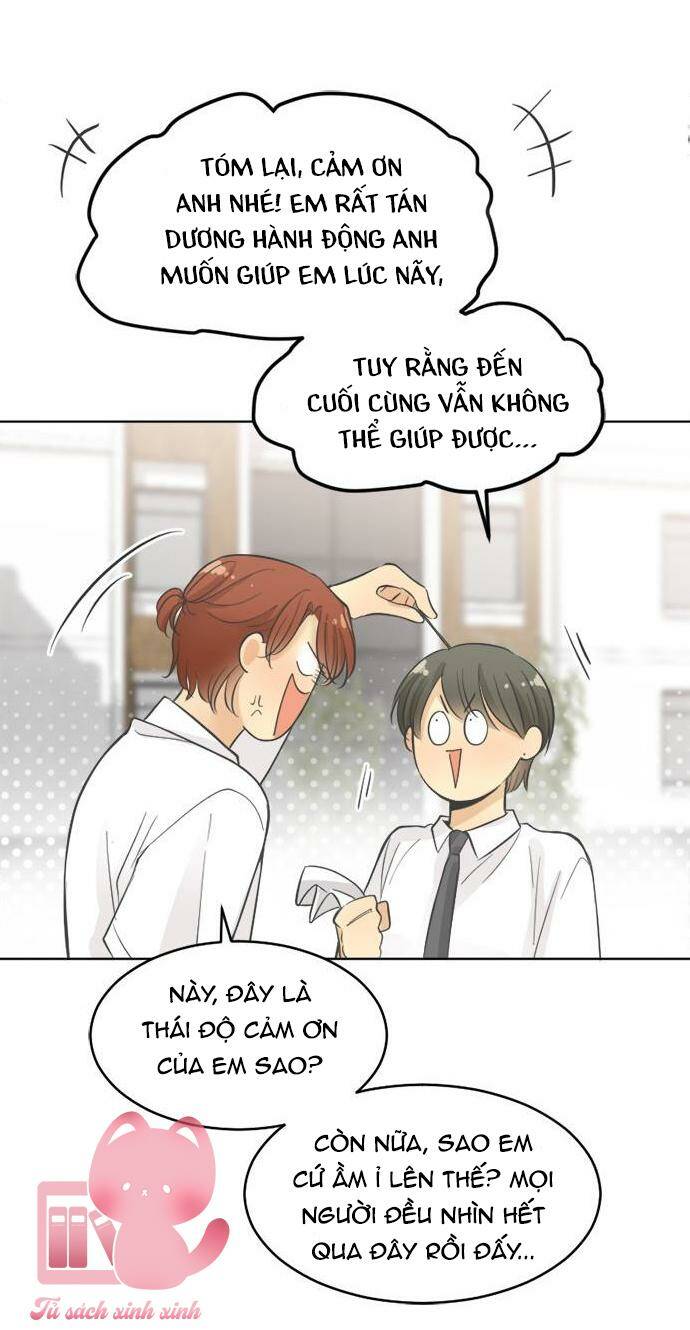 TÓM LẠI, CẢM ƠN
ANH NHÉ! EM RẤT TÁN
DƯƠNG HÀNH ĐỘNG ANH
MUỐN GIÚP EM LÚC NÃY,
TUY RẰNG ĐẾN
CUỐI CÙNG VẪN KHÔNG
THỂ GIÚP ĐƯỢC...
NÀY, ĐÂY LÀ
THÁI ĐỘ CẢM ƠN
CỦA EM SAO?
CÒN NỮA, SAO EM
CỨ ẦM Ỉ LÊN THẾ? MỌI
NGƯỜI ĐỀU NHÌN HẾT
QUA ĐÂY RỒI ĐẤY...
Tủ sách xinh xinh